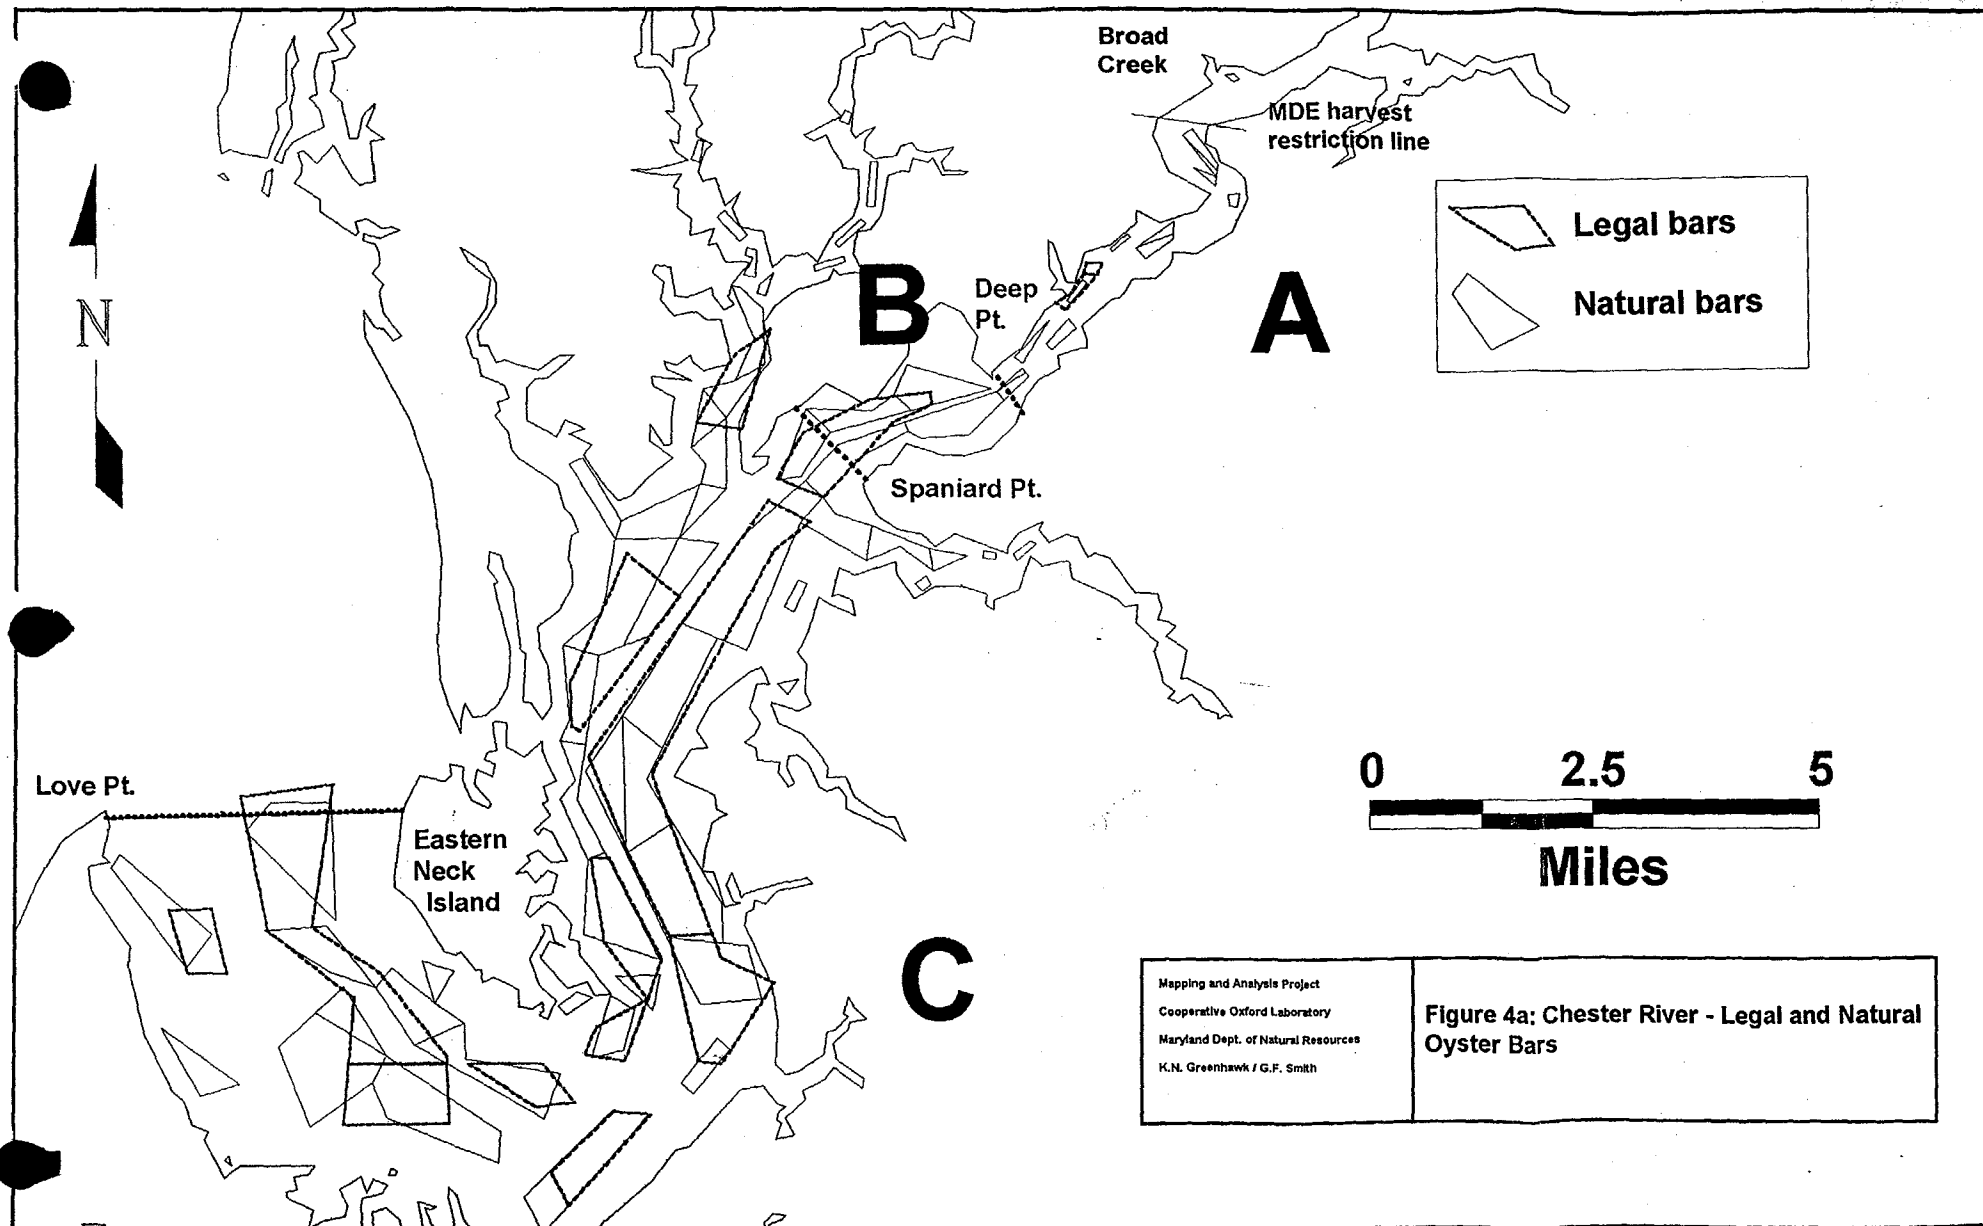 Broad
Creek
MDE harvest
restriction line
Legal bars
Natural bars
N
B
A
Deep
Pt.
Spaniard Pt.
0 2.5 5
Miles
Love Pt.
Eastern
Neck
Island
C
Mapping and Analysis Project
Cooperative Oxford Laboratory
Maryland Dept. of Natural Resources
K.N. Greenhawk / G.F. Smith
Figure 4a: Chester River - Legal and Natural
Oyster Bars